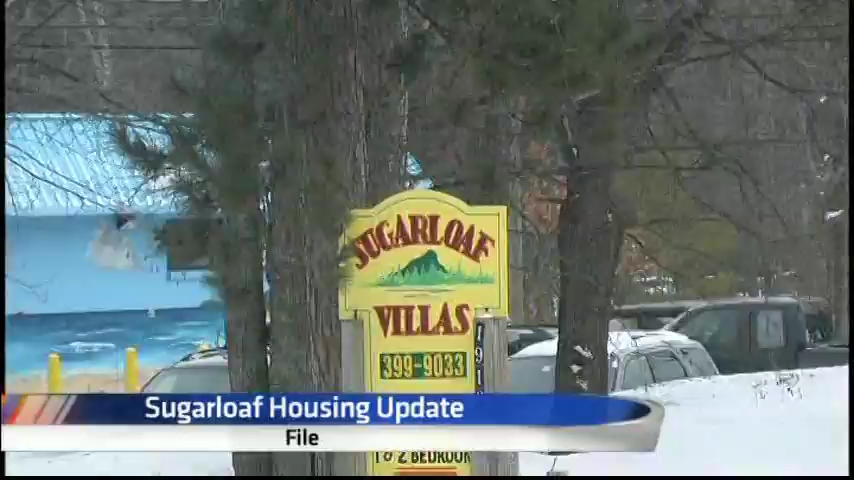 SUGARLOAF
VILLAS
399-9033
Sugarloaf Housing Update
File
1 & 2 BEDROOM